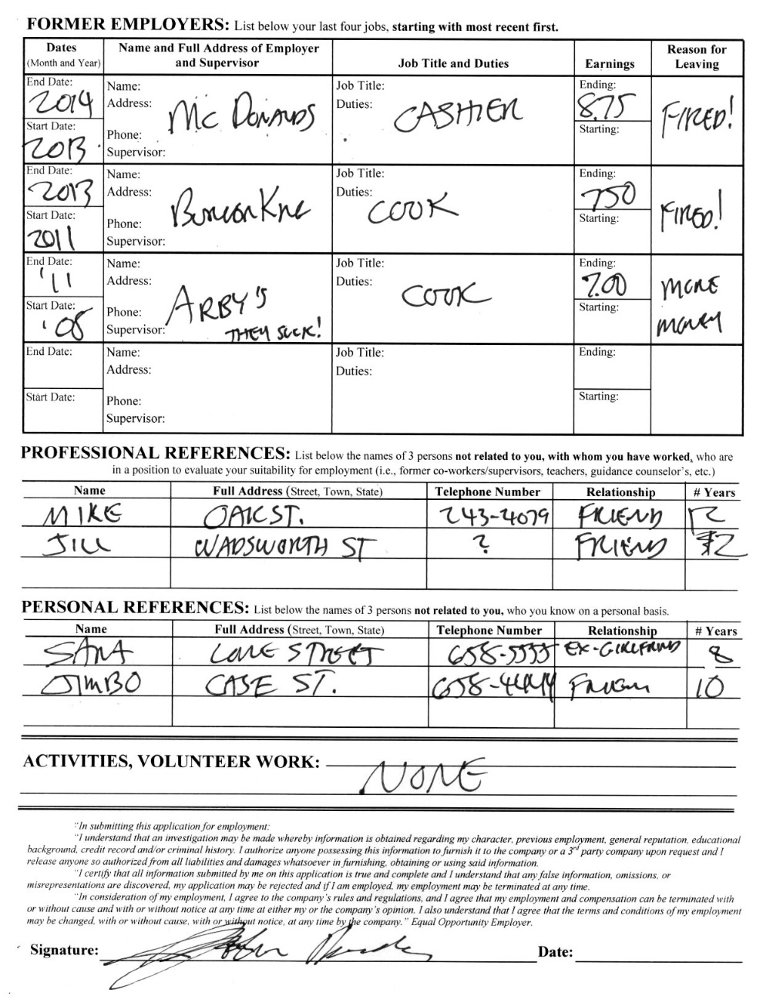 FORMER EMPLOYERS: List below your last four jobs, starting with most recent first.
Dates (Month and Year) Name and Full Address of Employer and Supervisor Job Title and Duties Earnings Reason for Leaving
End Date: 2014 Name: Job Title: Ending: 8.75
Address: Mc Donalds Duties: CASHIER FIRED!
Start Date: 2013 Phone: Starting:
Supervisor:
End Date: 2013 Name: Job Title: Ending: 750
Address: Duties: COOK FIRED!
Start Date: 2011 Phone: Starting:
Supervisor:
End Date: '11 Name: Job Title: Ending: 7.00
Address: ARBY'S Duties: COOK MORE MONEY
Start Date: '08 Phone: Starting:
Supervisor: THEY SUCK!
End Date: Name: Job Title: Ending:
Address: Duties:
Start Date: Phone: Starting:
Supervisor:
PROFESSIONAL REFERENCES: List below the names of 3 persons not related to you, with whom you have worked, who are
in a position to evaluate your suitability for employment (i.e., former co-workers/supervisors, teachers, guidance counselor's, etc.)
Name Full Address (Street, Town, State) Telephone Number Relationship # Years
MIKE OAK ST. 243-4079 FRIEND 12
JILL WADSWORTH ST ? FRIEND 12
PERSONAL REFERENCES: List below the names of 3 persons not related to you, who you know on a personal basis.
Name Full Address (Street, Town, State) Telephone Number Relationship # Years
SARA STREET 658-5555 EX-GIRLFRIEND 8
JIMBO CASE ST. 658-4444 Friend 10
ACTIVITIES, VOLUNTEER WORK: NONE
"In submitting this application for employment:
"I understand that an investigation may be made whereby information is obtained regarding my character, previous employment, general reputation, educational
background, credit record and/or criminal history. I authorize anyone possessing this information to furnish it to the company or a 3rd party company upon request and I
release anyone so authorized from all liabilities and damages whatsoever in furnishing, obtaining or using said information.
"I certify that all information submitted by me on this application is true and complete and I understand that any false information, omissions, or
misrepresentations are discovered, my application may be rejected and if I am employed, my employment may be terminated at any time.
"In consideration of my employment, I agree to the company's rules and regulations, and I agree that my employment and compensation can be terminated with
or without cause and with or without notice at any time at either my or the company's opinion. I also understand that I agree that the terms and conditions of my employment
may be changed, with or without cause, with or without notice, at any time by the company." Equal Opportunity Employer.
Signature: Date: